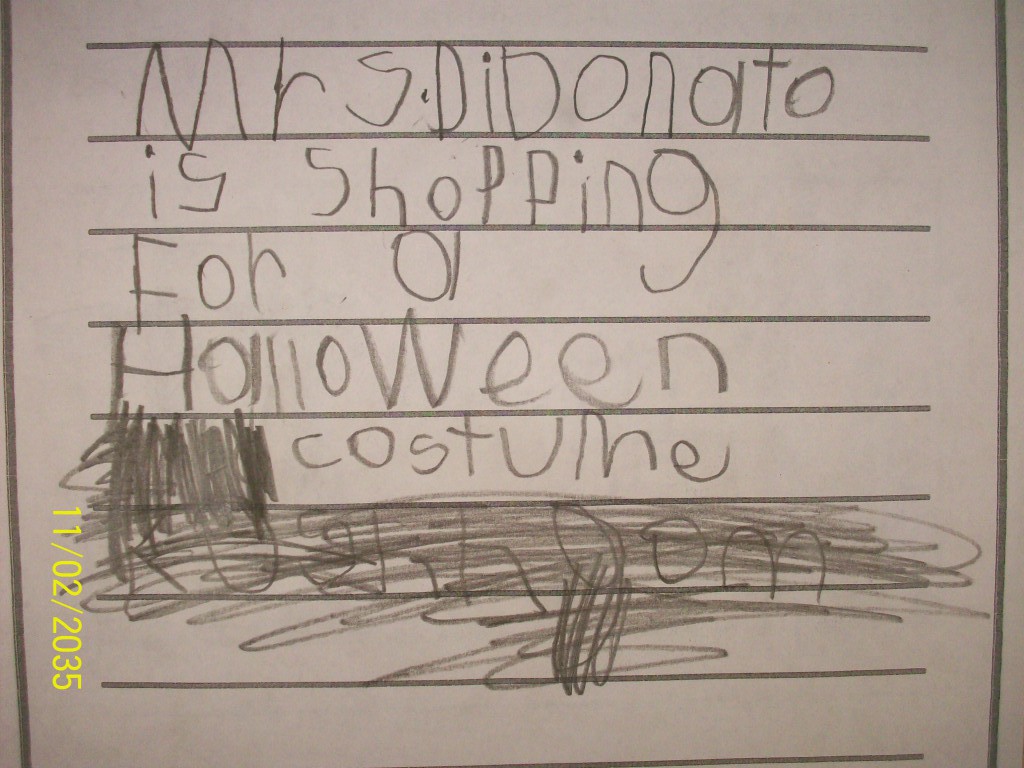 Mrs. DiDonato
is shopping
For a
Halloween
costume
11/02/2035